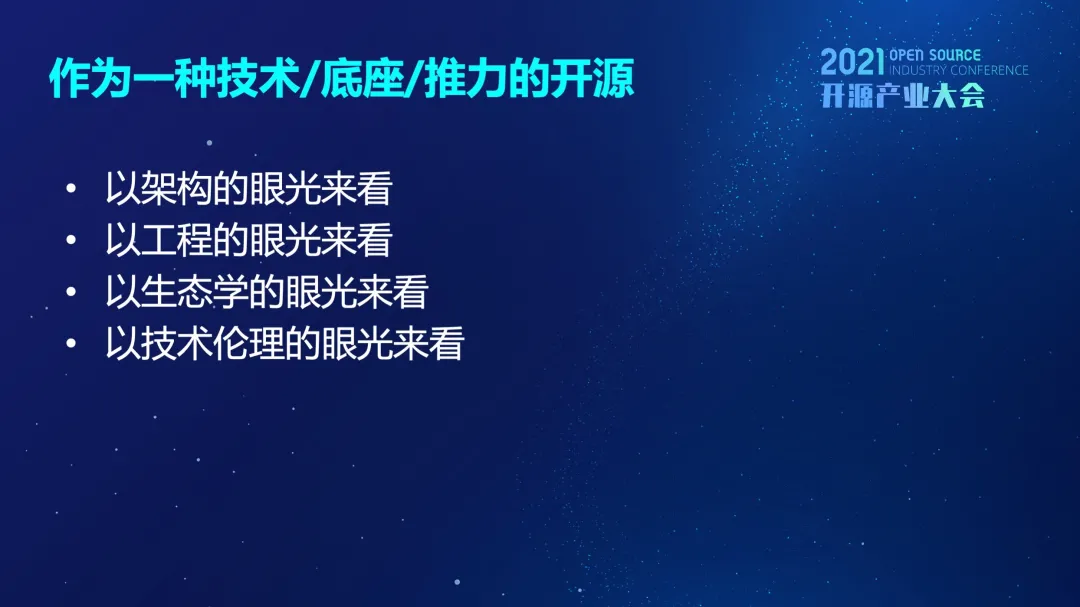 作为一种技术/底座/推力的开源
2021 OPEN SOURCE
INDUSTRY CONFERENCE
开源产业大会
• 以架构的眼光来看
• 以工程的眼光来看
• 以生态学的眼光来看
• 以技术伦理的眼光来看